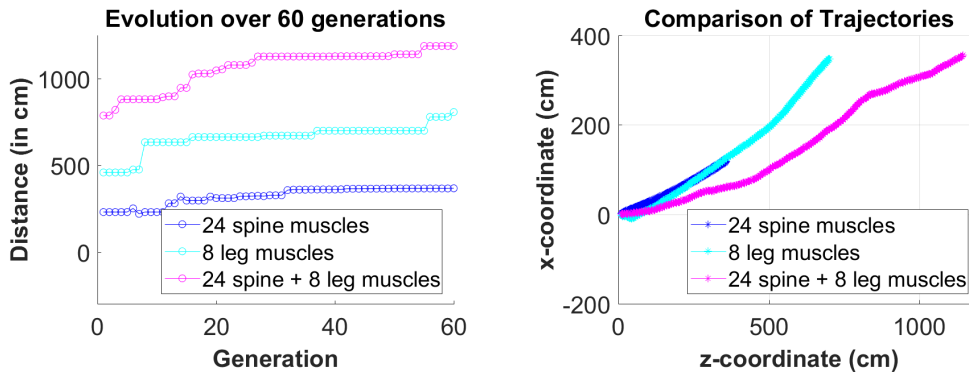 Evolution over 60 generations
Distance (in cm)
1000
500
0
24 spine muscles
8 leg muscles
24 spine + 8 leg muscles
0
20
40
60
Generation
Comparison of Trajectories
x-coordinate (cm)
400
200
0
-200
24 spine muscles
8 leg muscles
24 spine + 8 leg muscles
0
500
1000
z-coordinate (cm)